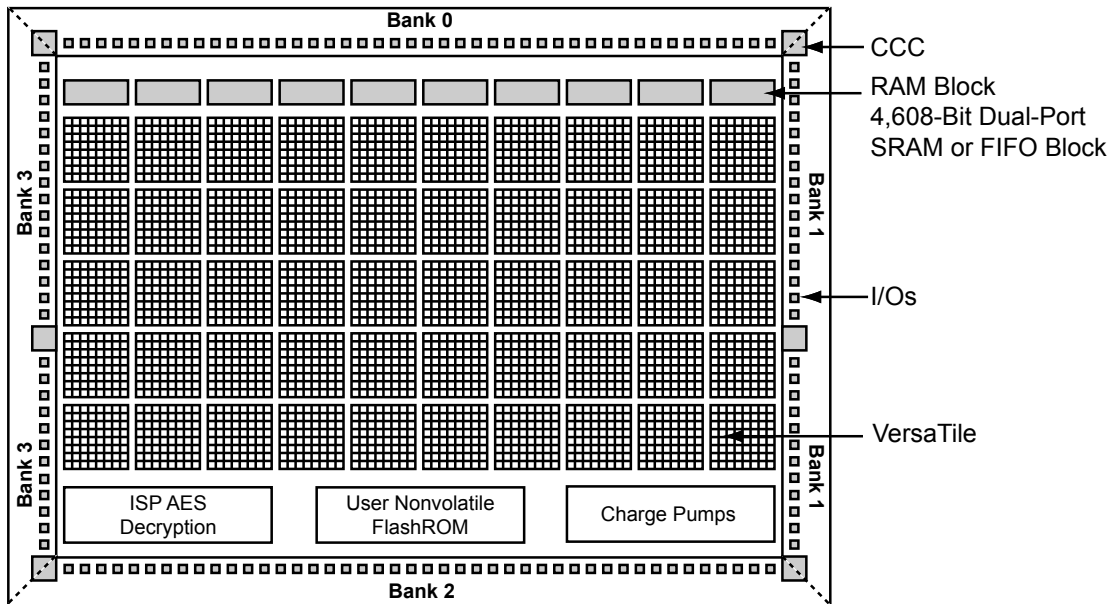 Bank 0
CCC
RAM Block
4,608-Bit Dual-Port
SRAM or FIFO Block
Bank 3
Bank 1
I/Os
VersaTile
Bank 3
Bank 1
ISP AES
Decryption
User Nonvolatile
FlashROM
Charge Pumps
Bank 2